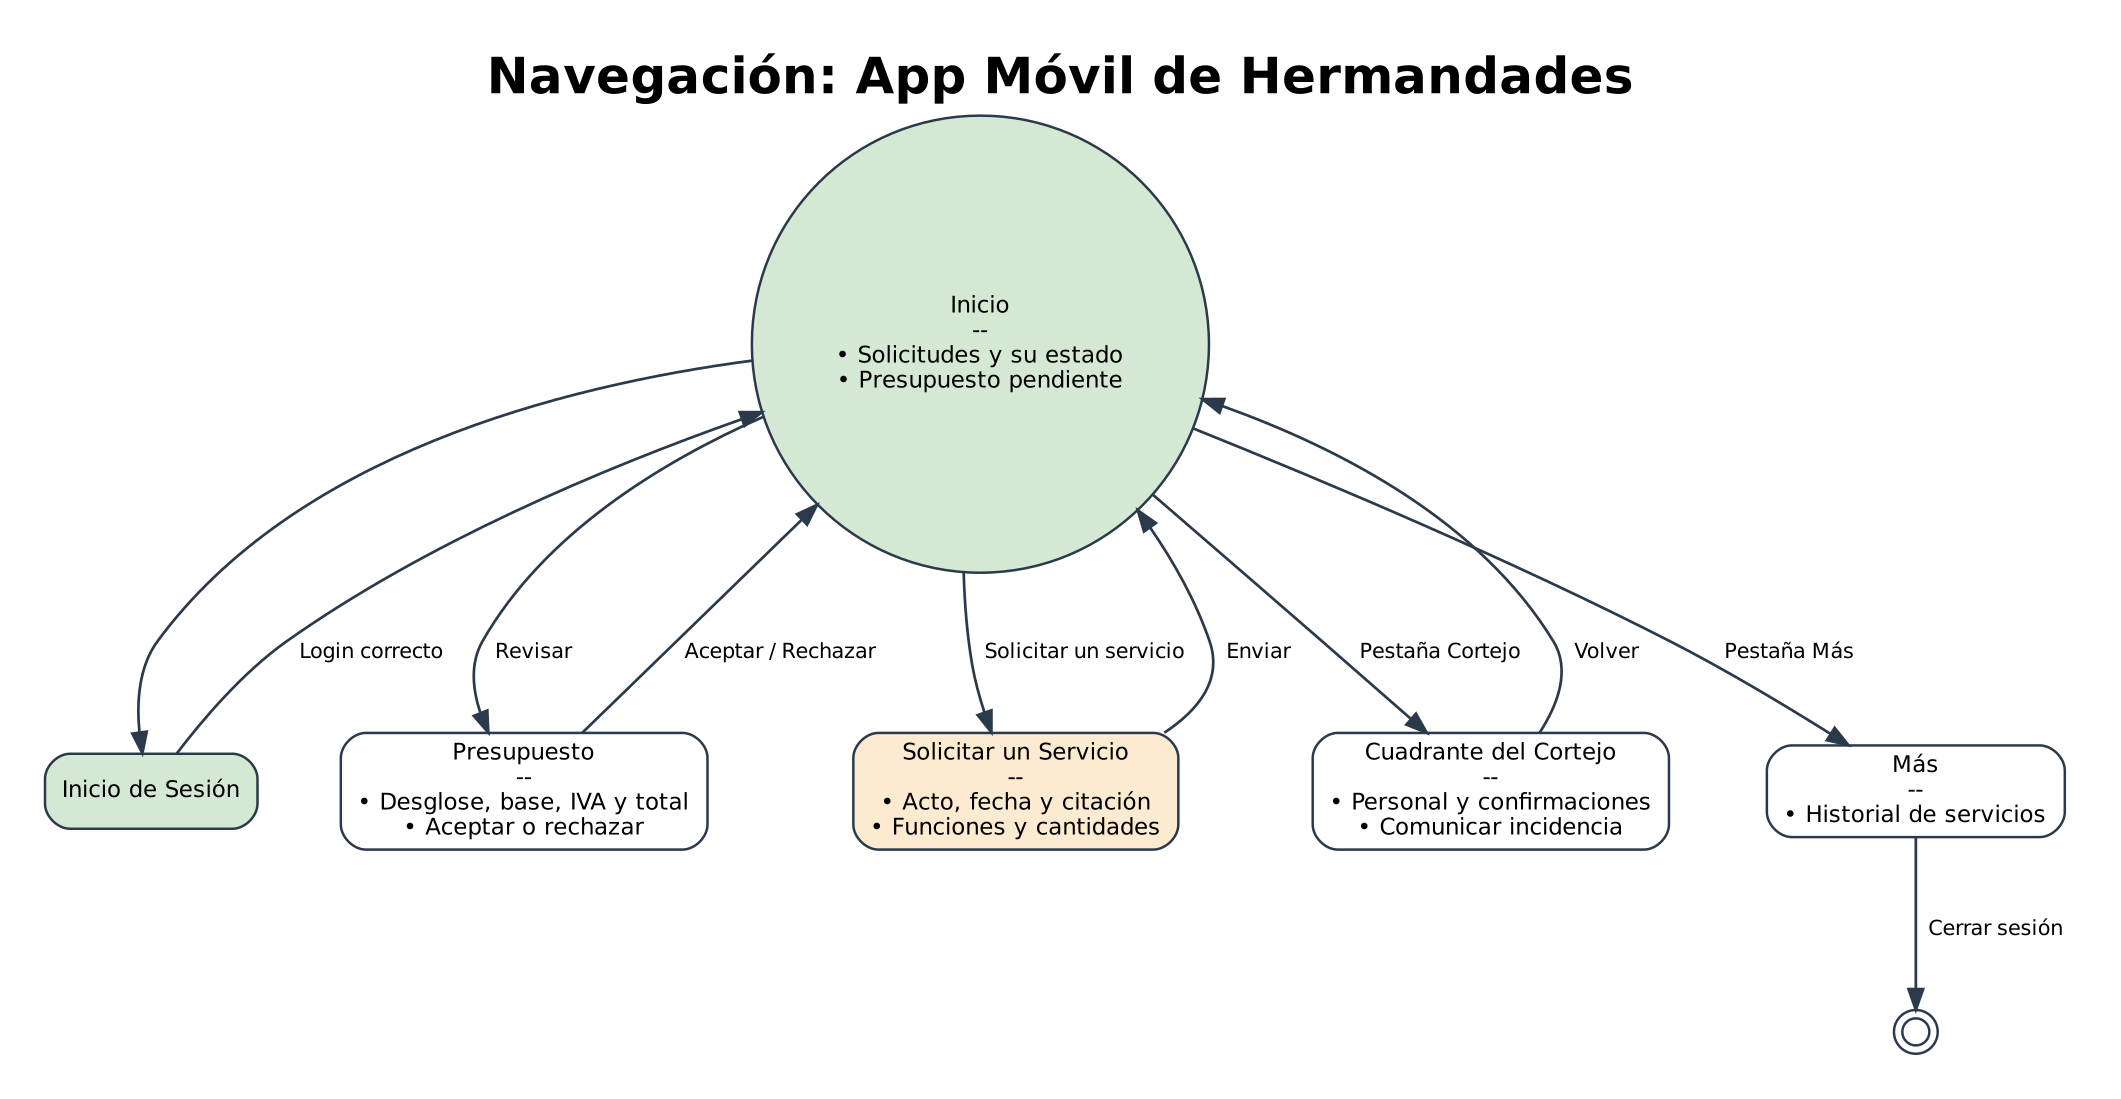 Navegación: App Móvil de Hermandades
Inicio
--
• Solicitudes y su estado
• Presupuesto pendiente
Login correcto
Revisar
Aceptar / Rechazar
Solicitar un servicio
Enviar
Pestaña Cortejo
Volver
Pestaña Más
Inicio de Sesión
Presupuesto
--
• Desglose, base, IVA y total
• Aceptar o rechazar
Solicitar un Servicio
--
• Acto, fecha y citación
• Funciones y cantidades
Cuadrante del Cortejo
--
• Personal y confirmaciones
• Comunicar incidencia
Más
--
• Historial de servicios
Cerrar sesión